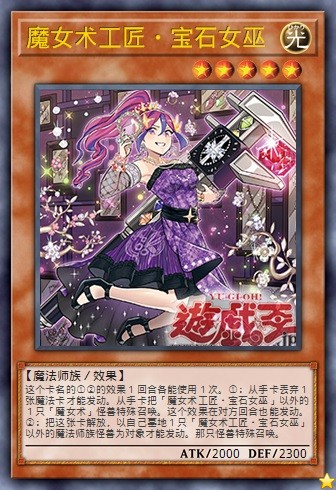 魔女术工匠・宝石女巫
光
YU-GI-OH!
遊戯王
【魔法师族／效果】
这个卡名的①②的效果1回合各能使用1次。①：从手卡丢弃1
张魔法卡才能发动。从手卡把「魔女术工匠・宝石女巫」以外的
1只「魔女术」怪兽特殊召唤。这个效果在对方回合也能发动。
②：把这张卡解放，以自己墓地1只「魔女术工匠・宝石女巫」
以外的魔法师族怪兽为对象才能发动。那只怪兽特殊召唤。
ATK/2000 DEF/2300